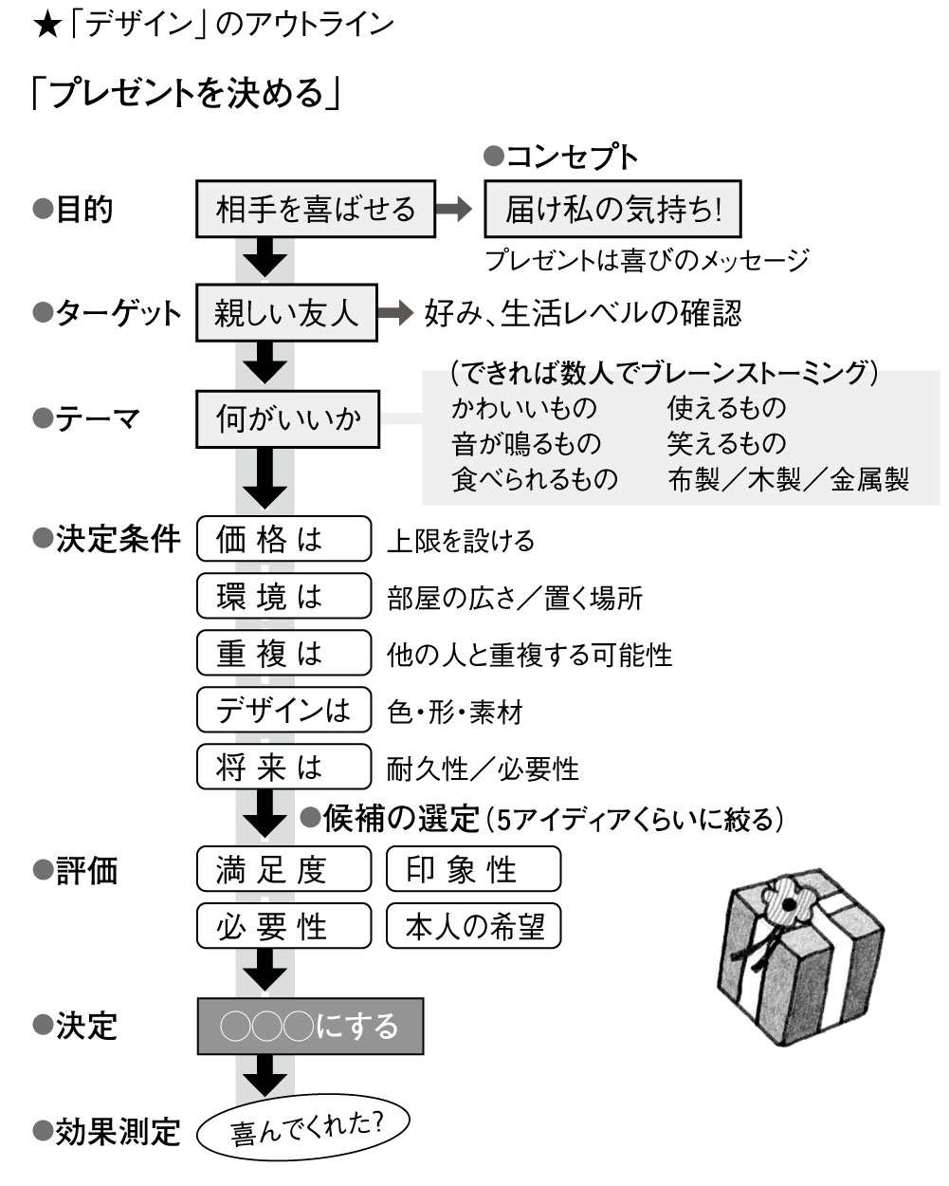 ★「デザイン」のアウトライン
「プレゼントを決める」
●コンセプト
●目的 相手を喜ばせる 届け私の気持ち!
プレゼントは喜びのメッセージ
●ターゲット 親しい友人 好み、生活レベルの確認
(できれば数人でブレーンストーミング)
●テーマ 何がいいか
かわいいもの 使えるもの
音が鳴るもの 笑えるもの
食べられるもの 布製/木製/金属製
●決定条件 価格は 上限を設ける
環境は 部屋の広さ/置く場所
重複は 他の人と重複する可能性
デザインは 色・形・素材
将来は 耐久性/必要性
●候補の選定(5アイディアくらいに絞る)
●評価 満足度 印象性
必要性 本人の希望
●決定 ○○○にする
●効果測定 喜んでくれた?